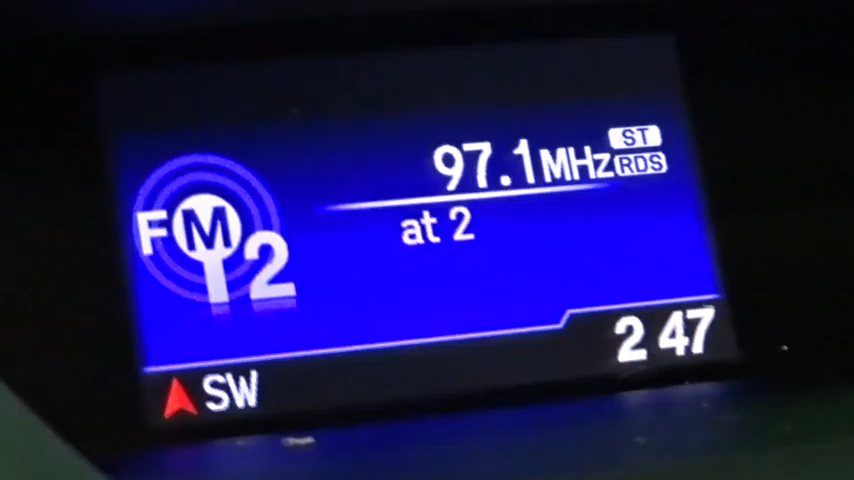 97.1MHz ST
RDS
FM2
at 2
2 47
SW